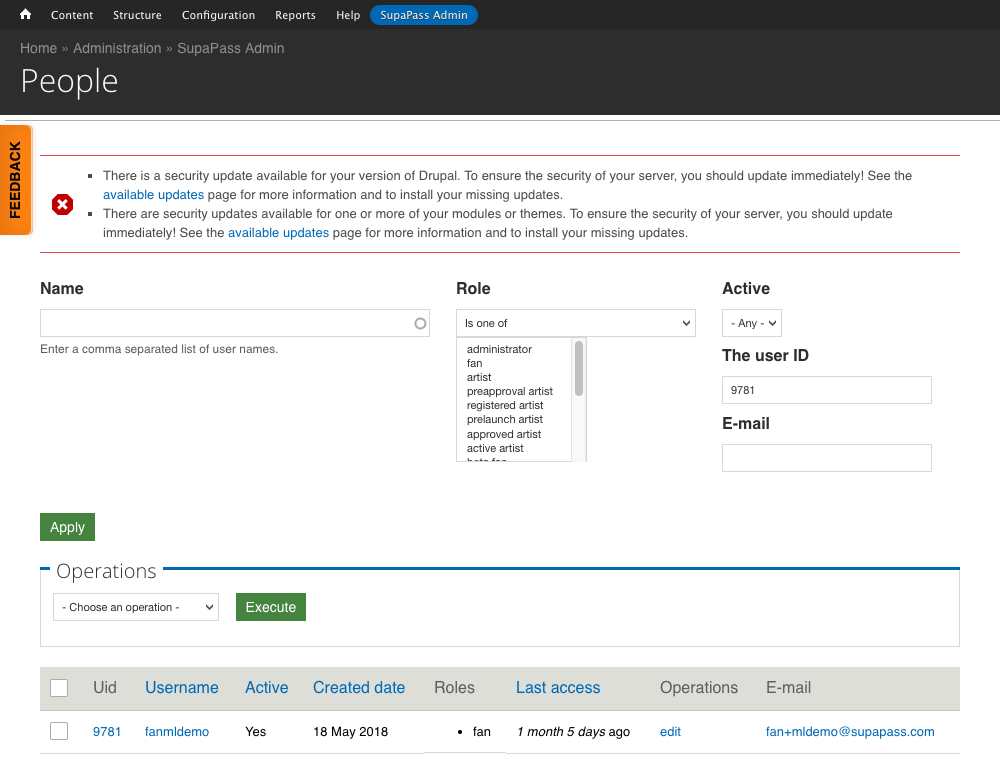 Content Structure Configuration Reports Help SupaPass Admin
Home » Administration » SupaPass Admin
People
FEEDBACK
There is a security update available for your version of Drupal. To ensure the security of your server, you should update immediately! See the
available updates page for more information and to install your missing updates.
There are security updates available for one or more of your modules or themes. To ensure the security of your server, you should update
immediately! See the available updates page for more information and to install your missing updates.
Name
Enter a comma separated list of user names.
Role
Is one of
administrator
fan
artist
preapproval artist
registered artist
prelaunch artist
approved artist
active artist
Active
- Any -
The user ID
9781
E-mail
Apply
Operations
- Choose an operation - Execute
Uid Username Active Created date Roles Last access Operations E-mail
9781 fanmldemo Yes 18 May 2018 • fan 1 month 5 days ago edit fan+mldemo@supapass.com